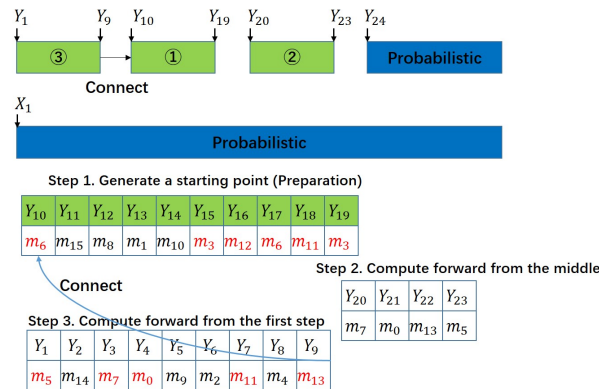 Y1 Y9 Y10 Y19 Y20 Y23 Y24
③ ① ② Probabilistic
Connect
X1
Probabilistic
Step 1. Generate a starting point (Preparation)
Y10 Y11 Y12 Y13 Y14 Y15 Y16 Y17 Y18 Y19
m6 m15 m8 m1 m10 m3 m12 m6 m11 m3
Connect
Step 2. Compute forward from the middle
Y20 Y21 Y22 Y23
m7 m0 m13 m5
Step 3. Compute forward from the first step
Y1 Y2 Y3 Y4 Y5 Y6 Y7 Y8 Y9
m5 m14 m7 m0 m9 m2 m11 m4 m13